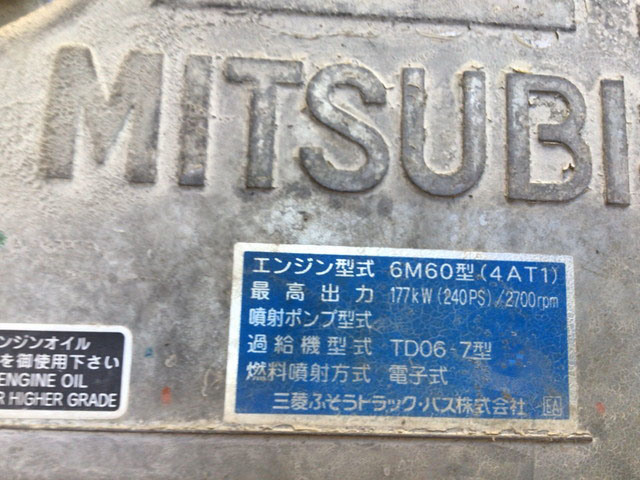 MITSUBI
エンジン型式 6M60型(4AT1)
最高出力 177kW(240PS)/2700rpm
噴射ポンプ型式
過給機型式 TD06-7型
燃料噴射方式 電子式
三菱ふそうトラック・バス株式会社 EA
ンジンオイル
を御使用下さい
ENGINE OIL
R HIGHER GRADE